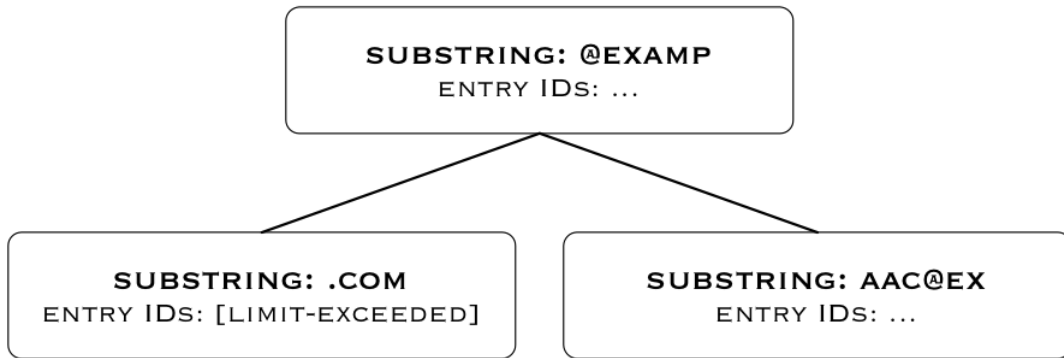 SUBSTRING: @EXAMP
ENTRY IDS: ...
SUBSTRING: .COM
ENTRY IDS: [LIMIT-EXCEEDED]
SUBSTRING: AAC@EX
ENTRY IDS: ...